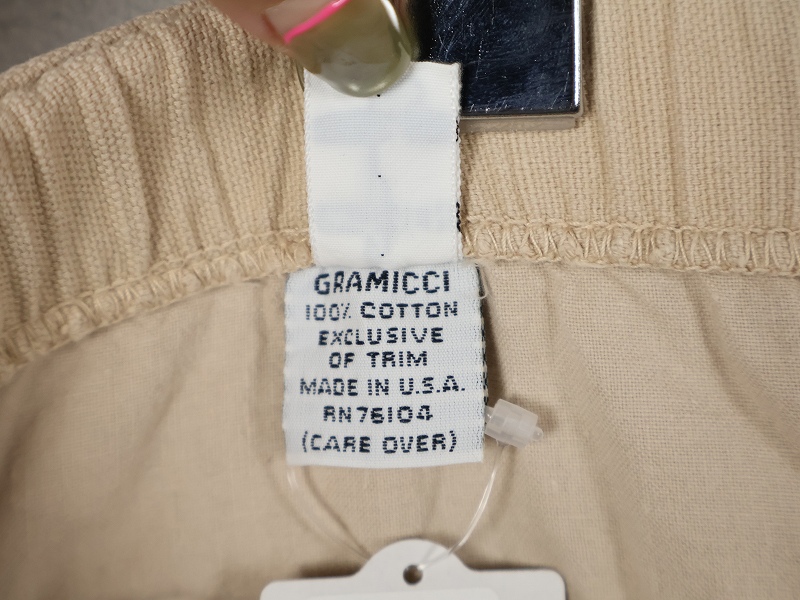 GRAMICCI
100% COTTON
EXCLUSIVE
OF TRIM
MADE IN U.S.A.
RN76104
(CARE OVER)